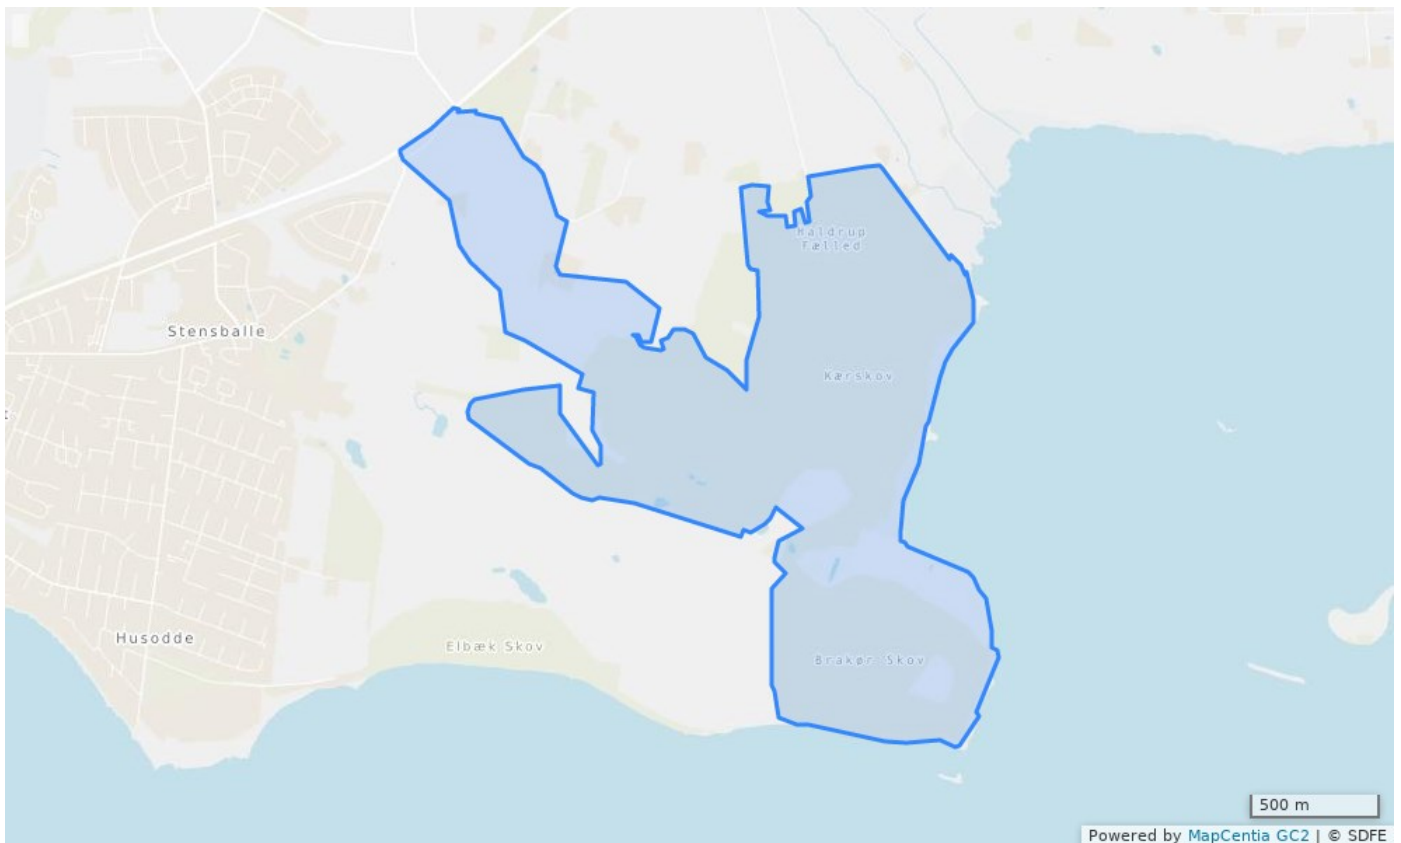 Haldrup
Fælled
Stensballe
Kærskov
Husodde
Elbæk Skov
Brakør Skov
500 m
Powered by MapCentia GC2 | © SDFE